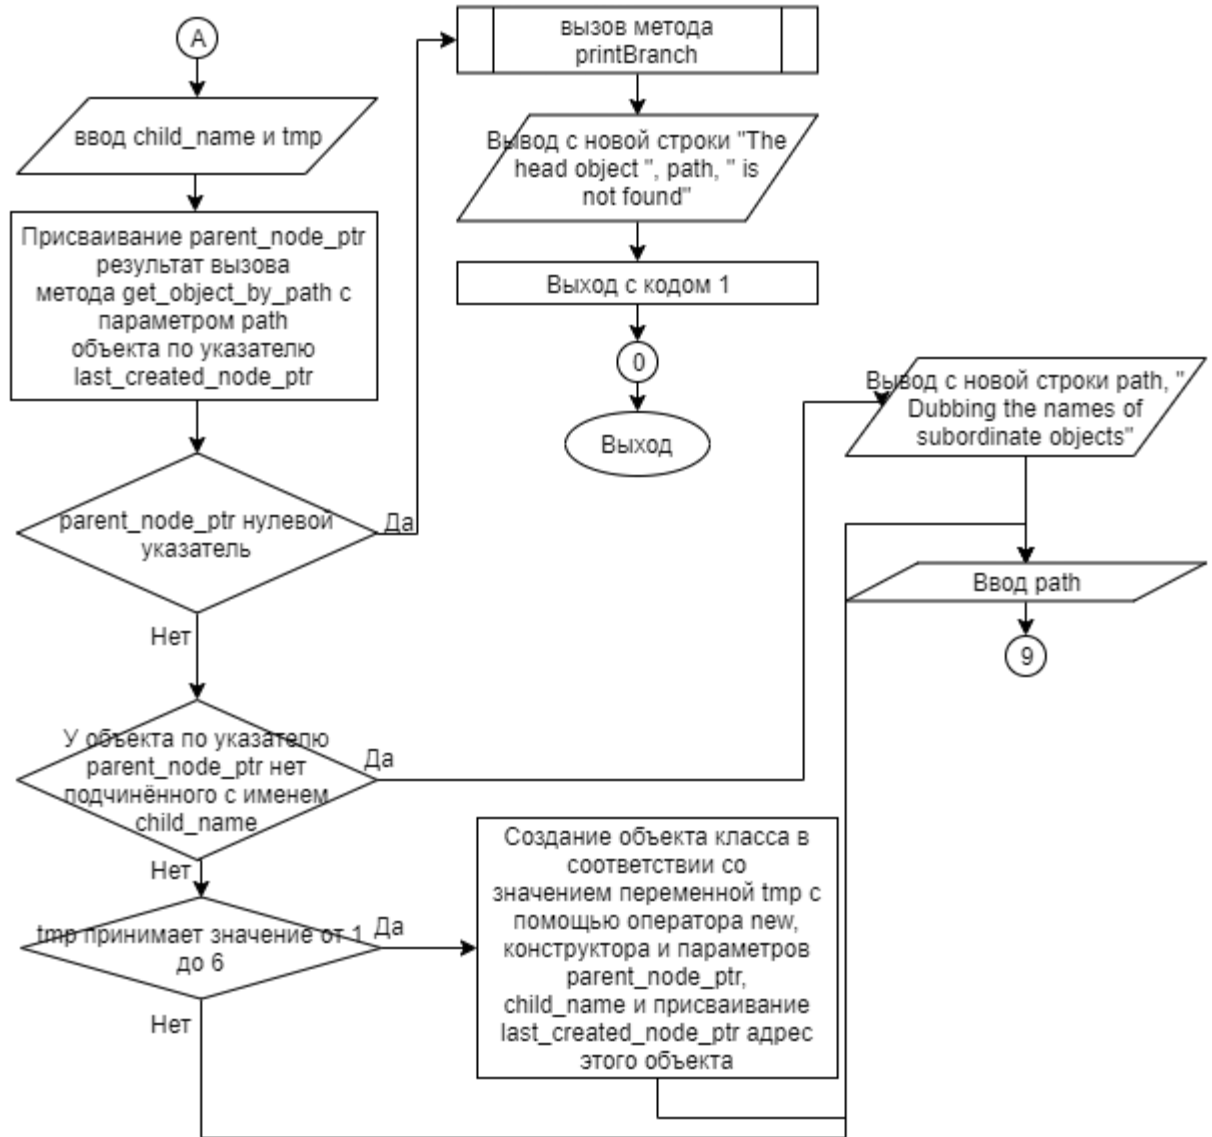 A
ввод child_name и tmp
Присваивание parent_node_ptr
результат вызова
метода get_object_by_path с
параметром path
объекта по указателю
last_created_node_ptr
parent_node_ptr нулевой
указатель
Да
Нет
вызов метода
printBranch
Вывод с новой строки "The
head object ", path, " is
not found"
Выход с кодом 1
0
Выход
У объекта по указателю
parent_node_ptr нет
подчинённого с именем
child_name
Да
Нет
Вывод с новой строки path, "
Dubbing the names of
subordinate objects"
Ввод path
9
tmp принимает значение от 1
до 6
Да
Нет
Создание объекта класса в
соответствии со
значением переменной tmp с
помощью оператора new,
конструктора и параметров
parent_node_ptr,
child_name и присваивание
last_created_node_ptr адрес
этого объекта